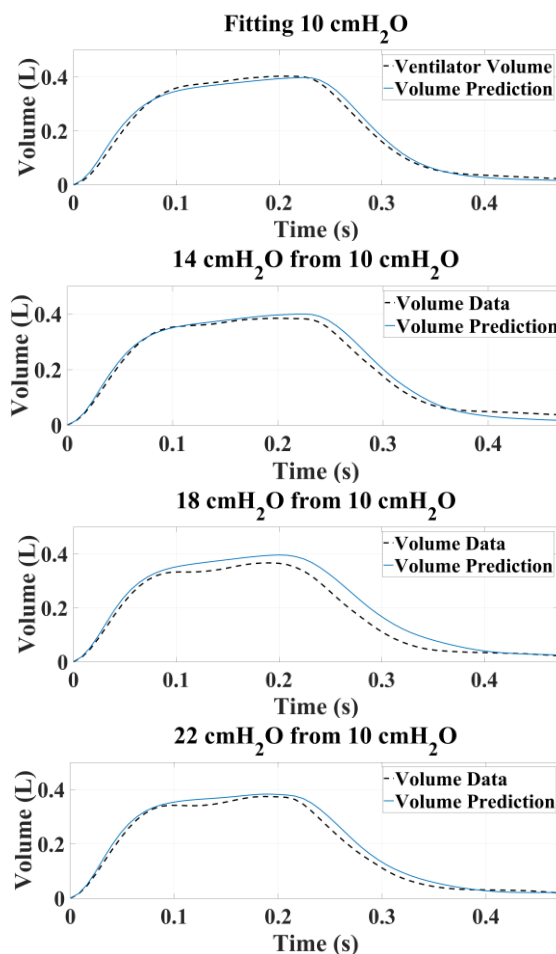 Fitting 10 cmH₂O
Volume (L)
0.4
0.2
0
Ventilator Volume
Volume Prediction
0.1 0.2 0.3 0.4
Time (s)
14 cmH₂O from 10 cmH₂O
Volume (L)
0.4
0.2
0
Volume Data
Volume Prediction
0 0.1 0.2 0.3 0.4
Time (s)
18 cmH₂O from 10 cmH₂O
Volume (L)
0.4
0.2
0
Volume Data
Volume Prediction
0 0.1 0.2 0.3 0.4
Time (s)
22 cmH₂O from 10 cmH₂O
Volume (L)
0.4
0.2
0
Volume Data
Volume Prediction
0 0.1 0.2 0.3 0.4
Time (s)